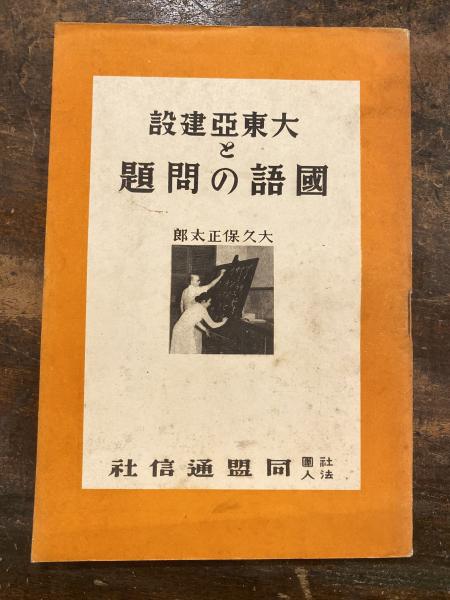 大東亞建設
と
國語の問題
大久保正太郎
社團法人 同盟通信社